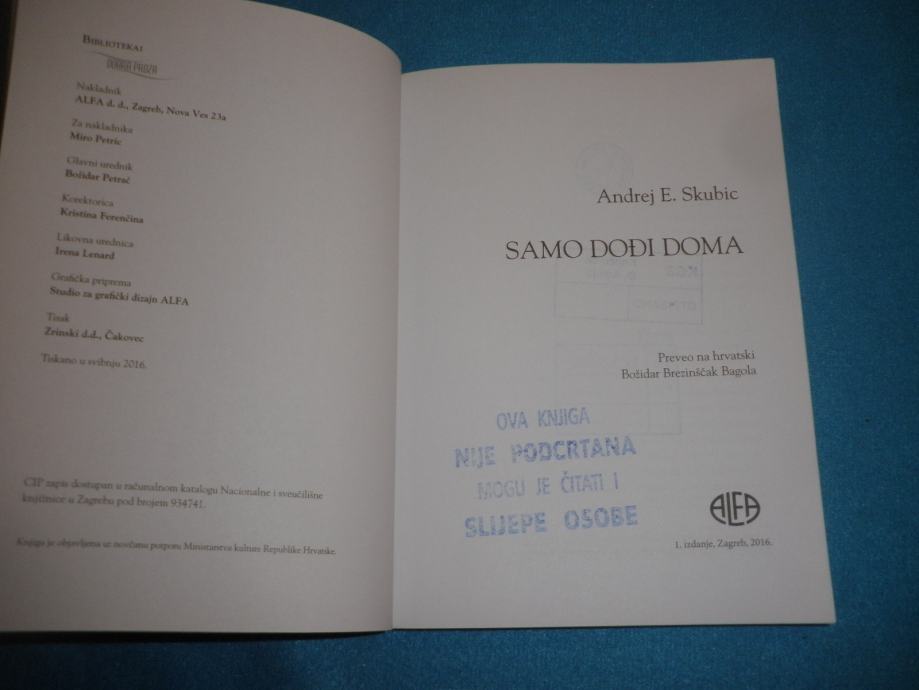 BIBLIOTEKA
Nakladnik
ALFA d. d., Zagreb, Nova Ves 23a
Za nakladnika
Miro Petric
Glavni urednik
Božidar Petrač
Korektorica
Kristina Ferenčina
Likovna urednica
Irena Lenard
Grafička priprema
Studio za grafički dizajn ALFA
Tisak
Zrinski d.d., Čakovec
Tiskano u svibnju 2016.
CIP zapis dostupan u računalnom katalogu Nacionalne i sveučilišne
knjižnice u Zagrebu pod brojem 934741.
Knjiga je objavljena uz novčanu potporu Ministarstva kulture Republike Hrvatske.
Andrej E. Skubic
SAMO DOĐI DOMA
Preveo na hrvatski
Božidar Brezinščak Bagola
OVA KNJIGA
NIJE PODCRTANA
MOGU JE ČITATI I
SLIJEPE OSOBE
ALFA
1. izdanje, Zagreb, 2016.